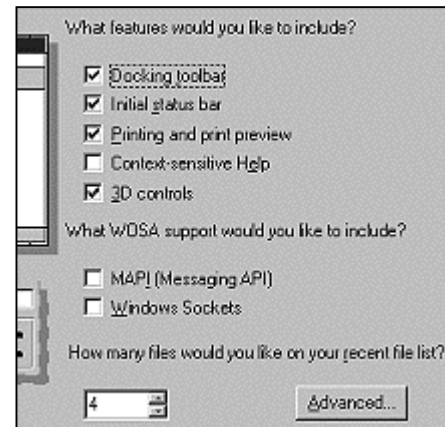 What features would you like to include?
Docking toolbar
Initial status bar
Printing and print preview
Context-sensitive Help
3D controls
What WOSA support would you like to include?
MAPI (Messaging API)
Windows Sockets
How many files would you like on your recent file list?
4
Advanced...